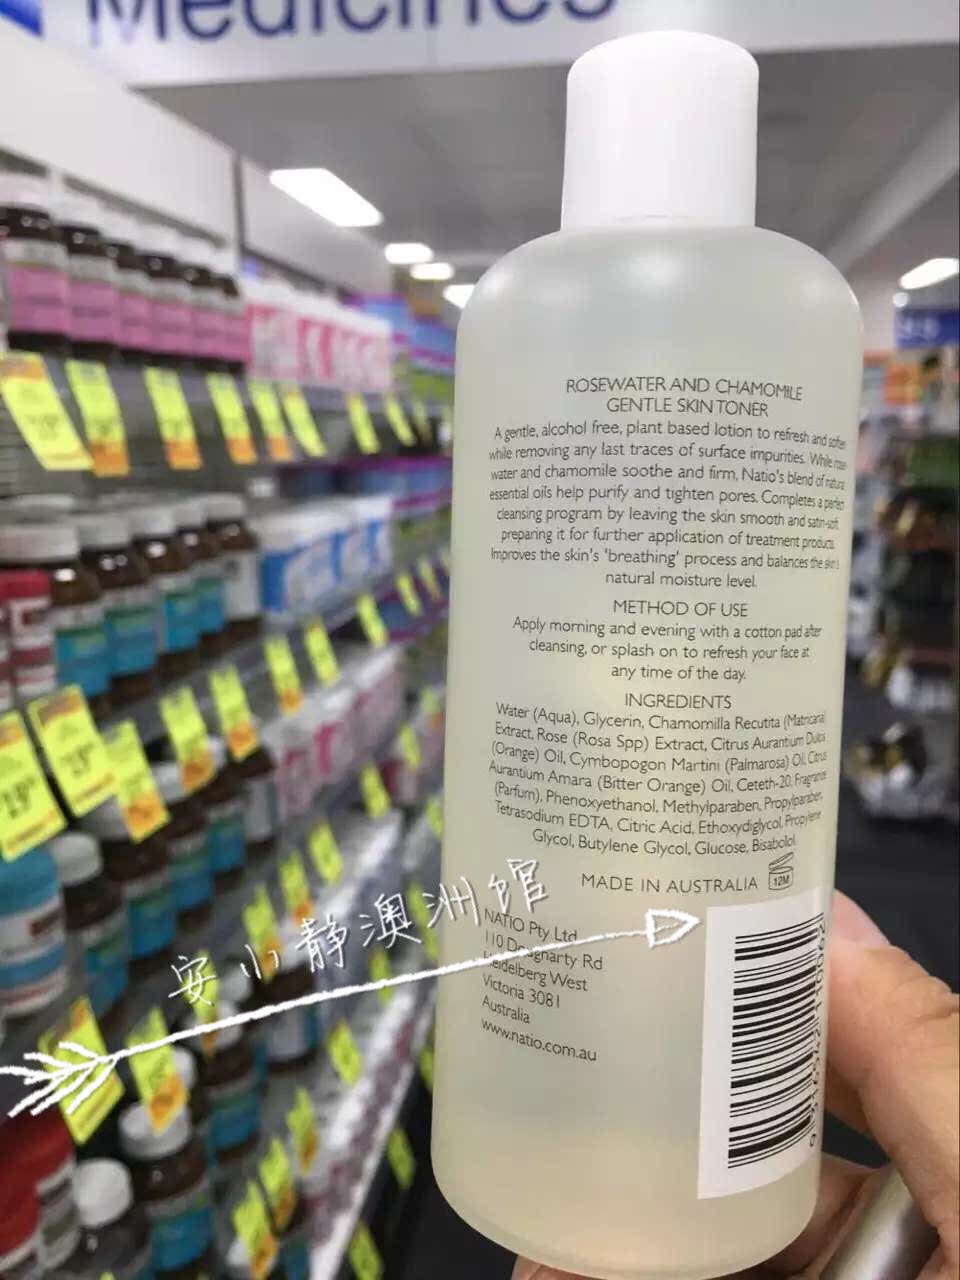 Medicines
ROSEWATER AND CHAMOMILE
GENTLE SKIN TONER
A gentle, alcohol free, plant based lotion to refresh and soften
while removing any last traces of surface impurities. While rose
water and chamomile soothe and firm, Natio's blend of natural
essential oils help purify and tighten pores. Completes a perfect
cleansing program by leaving the skin smooth and satin-soft,
preparing it for further application of treatment products.
Improves the skin's 'breathing' process and balances the skin's
natural moisture level.
METHOD OF USE
Apply morning and evening with a cotton pad after
cleansing, or splash on to refresh your face at
any time of the day.
INGREDIENTS
Water (Aqua), Glycerin, Chamomilla Recutita (Matricaria)
Extract, Rose (Rosa Spp) Extract, Citrus Aurantium Dulcis
(Orange) Oil, Cymbopogon Martini (Palmarosa) Oil, Citrus
Aurantium Amara (Bitter Orange) Oil, Ceteth-20, Fragrance
(Parfum), Phenoxyethanol, Methylparaben, Propylparaben,
Tetrasodium EDTA, Citric Acid, Ethoxydiglycol, Propylene
Glycol, Butylene Glycol, Glucose, Bisabolol.
MADE IN AUSTRALIA 12M
安小静澳洲馆
NATIO Pty Ltd
110 Dougharty Rd
Heidelberg West
Victoria 3081
Australia
www.natio.com.au